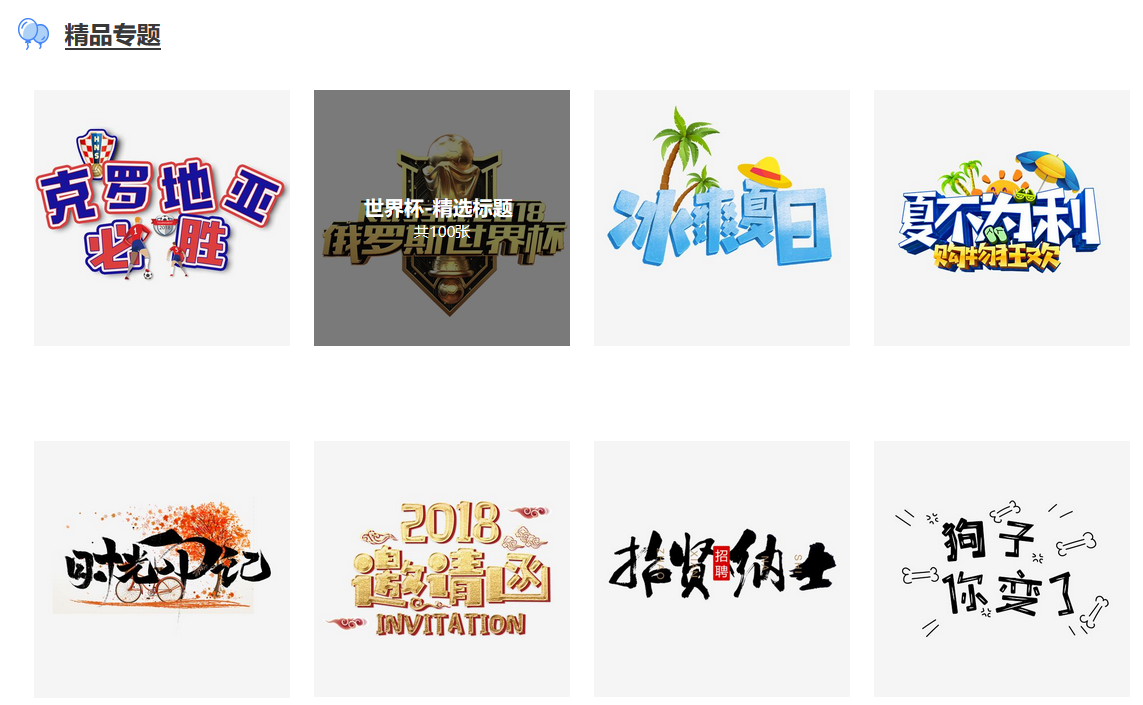 精品专题
克罗地亚
必胜
世界杯-精选标题
共100张
俄罗斯世界杯
冰爽夏日
夏不为利
购物狂欢
时光印记
2018
邀请函
INVITATION
招贤纳士
招聘
狗子
你变了